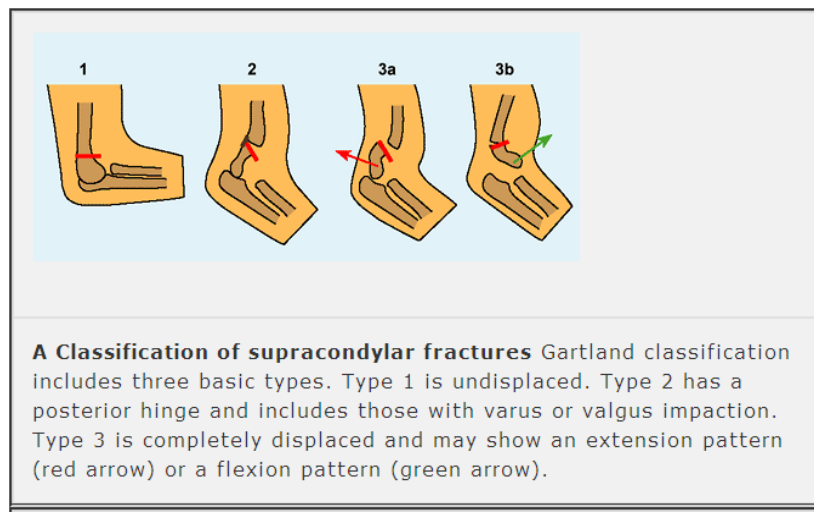 1 2 3a 3b
A Classification of supracondylar fractures Gartland classification
includes three basic types. Type 1 is undisplaced. Type 2 has a
posterior hinge and includes those with varus or valgus impaction.
Type 3 is completely displaced and may show an extension pattern
(red arrow) or a flexion pattern (green arrow).